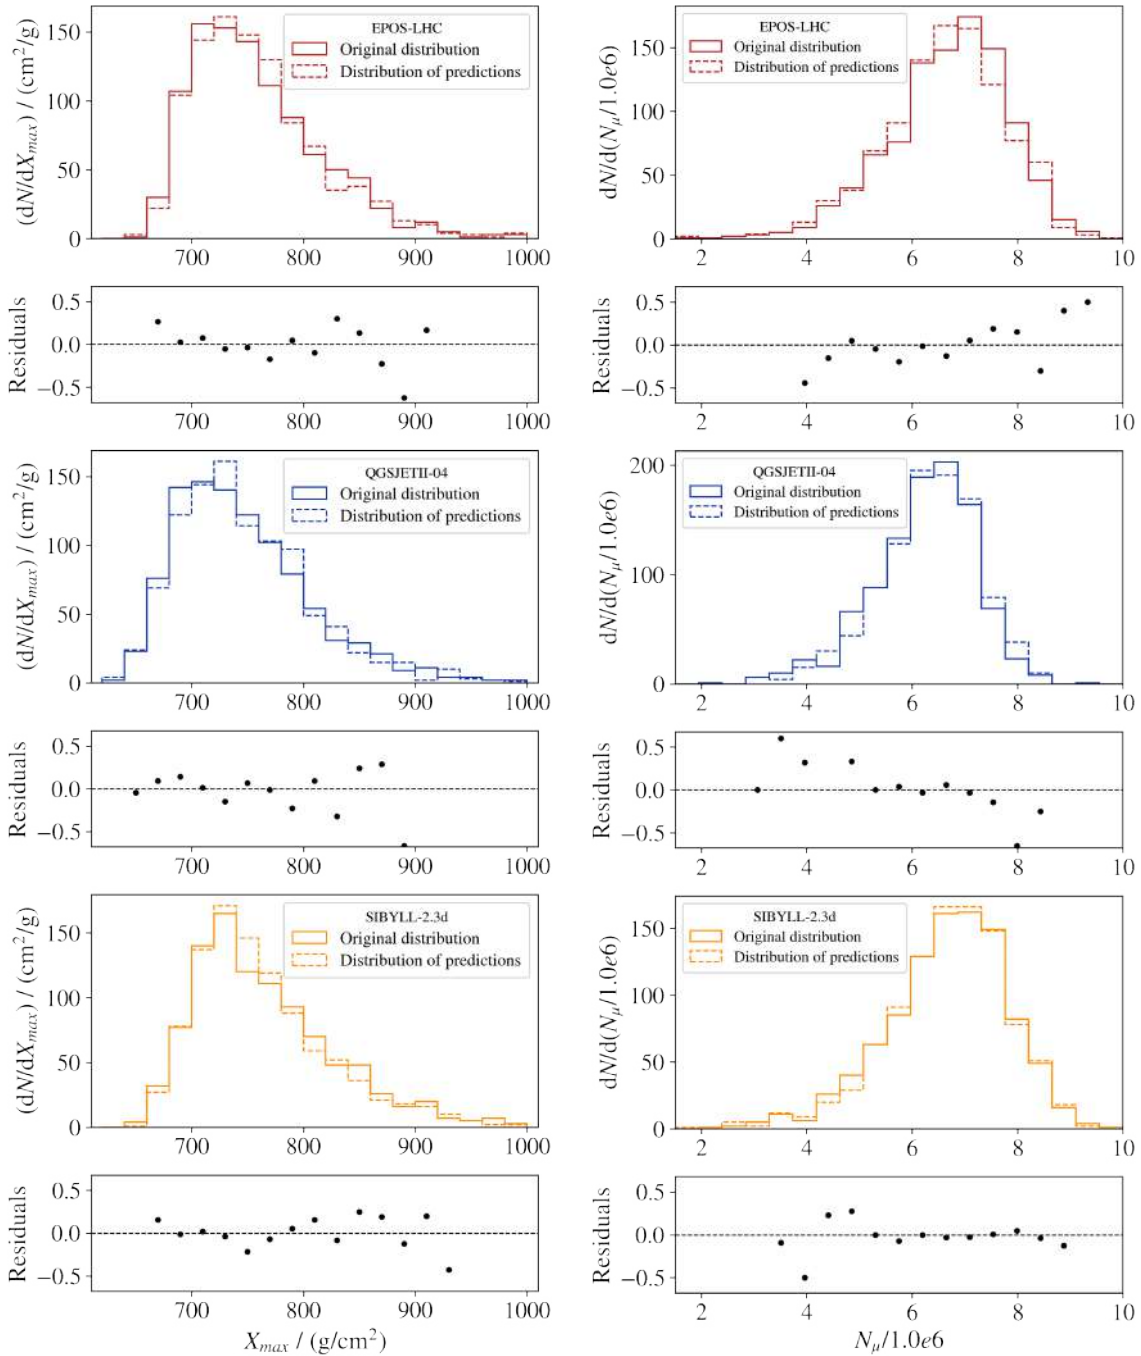 EPOS-LHC
Original distribution
Distribution of predictions
(dN/dX_max) / (cm²/g)
150
100
50
0
700 800 900 1000
EPOS-LHC
Original distribution
Distribution of predictions
dN/d(N_μ/1.0e6)
150
100
50
0
2 4 6 8 10
Residuals
0.5
0.0
−0.5
700 800 900 1000
Residuals
0.5
0.0
−0.5
2 4 6 8 10
QGSJETII-04
Original distribution
Distribution of predictions
(dN/dX_max) / (cm²/g)
150
100
50
0
700 800 900 1000
QGSJETII-04
Original distribution
Distribution of predictions
dN/d(N_μ/1.0e6)
200
100
0
2 4 6 8 10
Residuals
0.5
0.0
−0.5
700 800 900 1000
Residuals
0.5
0.0
−0.5
2 4 6 8 10
SIBYLL-2.3d
Original distribution
Distribution of predictions
(dN/dX_max) / (cm²/g)
150
100
50
0
700 800 900 1000
SIBYLL-2.3d
Original distribution
Distribution of predictions
dN/d(N_μ/1.0e6)
150
100
50
0
2 4 6 8 10
Residuals
0.5
0.0
−0.5
700 800 900 1000
X_max / (g/cm²)
Residuals
0.5
0.0
−0.5
2 4 6 8 10
N_μ/1.0e6